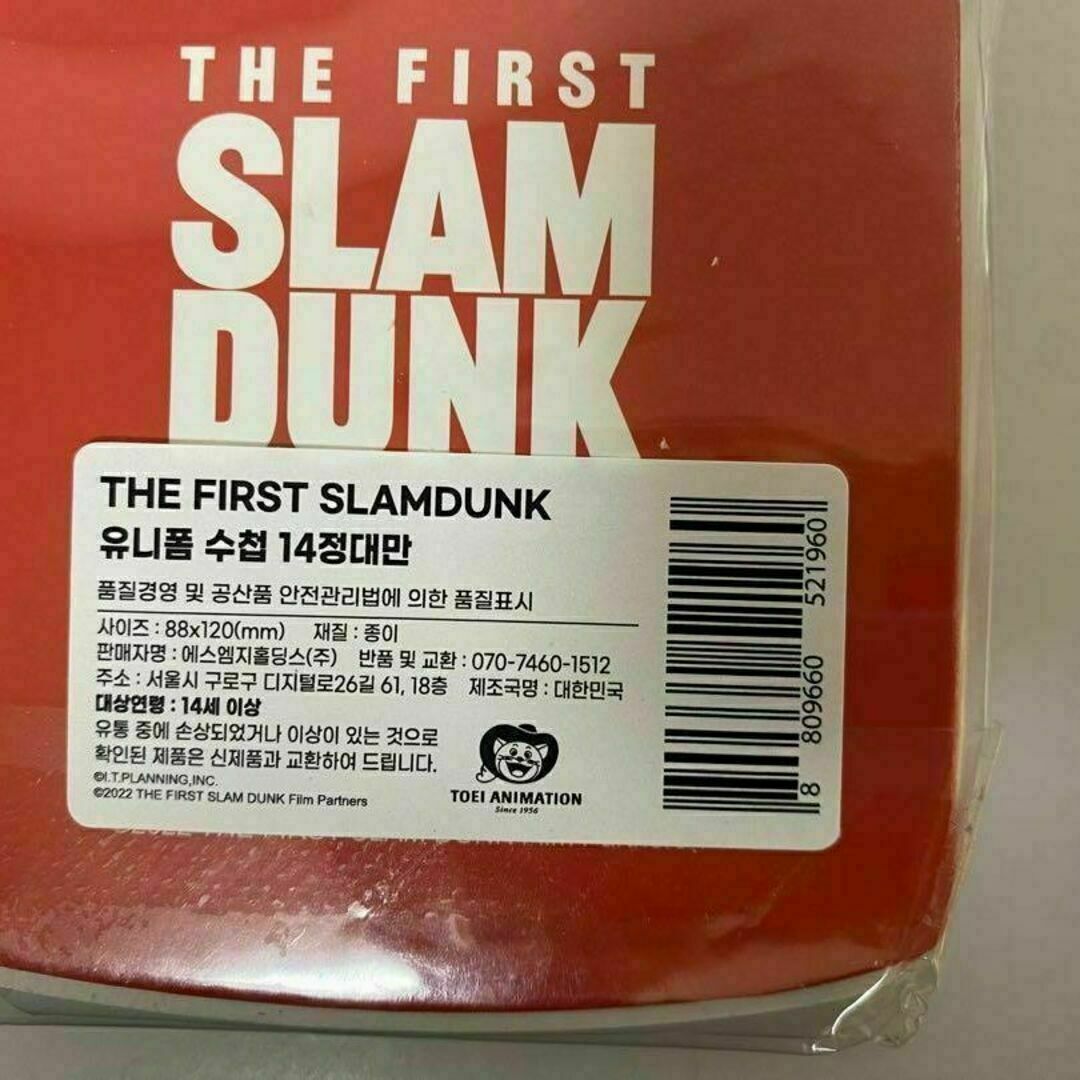 THE FIRST
SLAM
DUNK
THE FIRST SLAMDUNK
유니폼 수첩 14정대만
품질경영 및 공산품 안전관리법에 의한 품질표시
사이즈 : 88x120(mm) 재질 : 종이
판매자명 : 에스엠지홀딩스(주) 반품 및 교환 : 070-7460-1512
주소 : 서울시 구로구 디지털로26길 61, 18층 제조국명 : 대한민국
대상연령 : 14세 이상
유통 중에 손상되었거나 이상이 있는 것으로
확인된 제품은 신제품과 교환하여 드립니다.
©I.T.PLANNING,INC.
©2022 THE FIRST SLAM DUNK Film Partners
TOEI ANIMATION
Since 1956
8 809660 521960